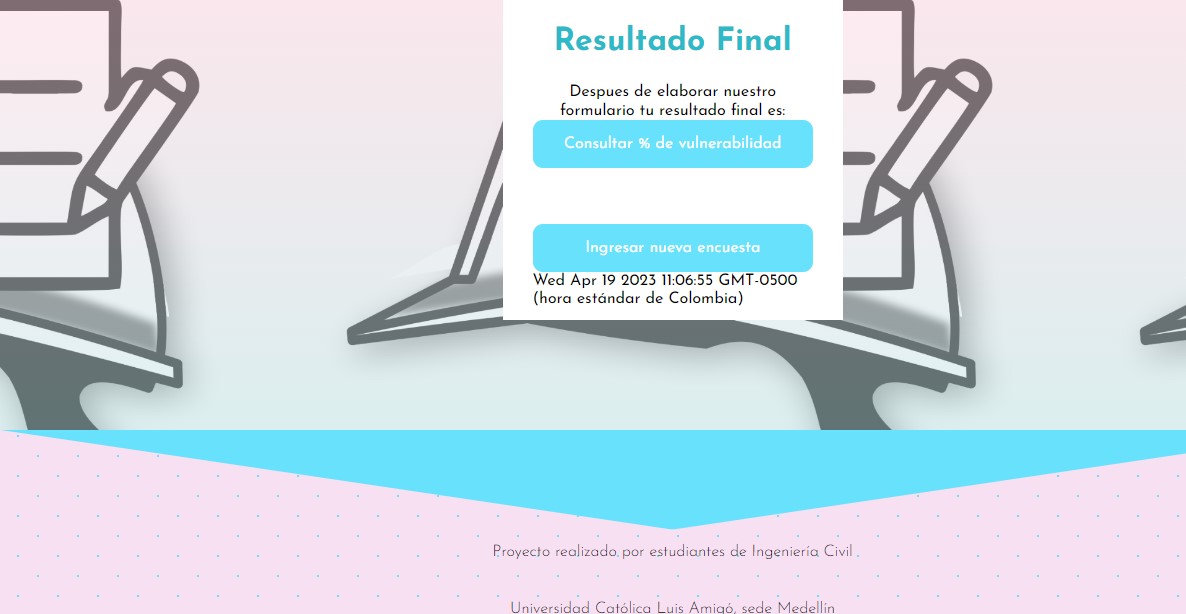 Resultado Final
Despues de elaborar nuestro
formulario tu resultado final es:
Consultar % de vulnerabilidad
Ingresar nueva encuesta
Wed Apr 19 2023 11:06:55 GMT-0500
(hora estándar de Colombia)
Proyecto realizado por estudiantes de Ingeniería Civil
Universidad Católica Luis Amigó, sede Medellín